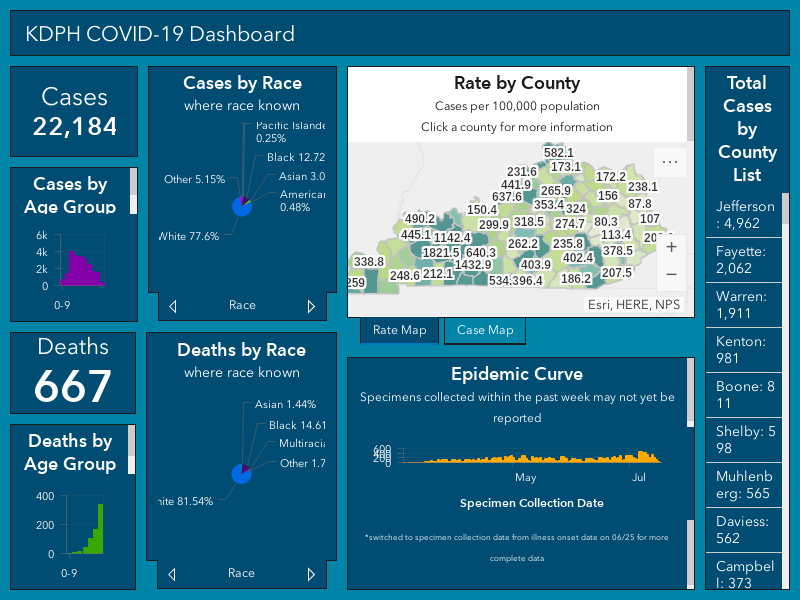 KDPH COVID-19 Dashboard
Cases
22,184
Cases by
Age Group
6k
4k
2k
0
0-9
Deaths
667
Deaths by
Age Group
400
200
0
0-9
Cases by Race
where race known
Pacific Islande
0.25%
Black 12.72
Asian 3.0
American
0.48%
Other 5.15%
White 77.6%
Race
Deaths by Race
where race known
Asian 1.44%
Black 14.61
Multiracia
Other 1.7
nite 81.54%
Race
Rate by County
Cases per 100,000 population
Click a county for more information
582.1
231.6 173.1
441.9 172.2
637.6 265.9 238.1
156
353.4 324 87.8
150.4
490.2 299.9 318.5 274.7 80.3 107
445.1 1142.4 113.4
262.2 235.8
1821.5 640.3 378.5
338.8 1432.9 403.9 402.4
248.6 212.1 186.2 207.5
259 534.3 396.4
+
−
Esri, HERE, NPS
Rate Map
Case Map
Epidemic Curve
Specimens collected within the past week may not yet be
reported
600
400
200
0
May Jul
Specimen Collection Date
*switched to specimen collection date from illness onset date on 06/25 for more
complete data
Total
Cases
by
County
List
Jefferson
: 4,962
Fayette:
2,062
Warren:
1,911
Kenton:
981
Boone: 8
11
Shelby: 5
98
Muhlenb
erg: 565
Daviess:
562
Campbel
l: 373